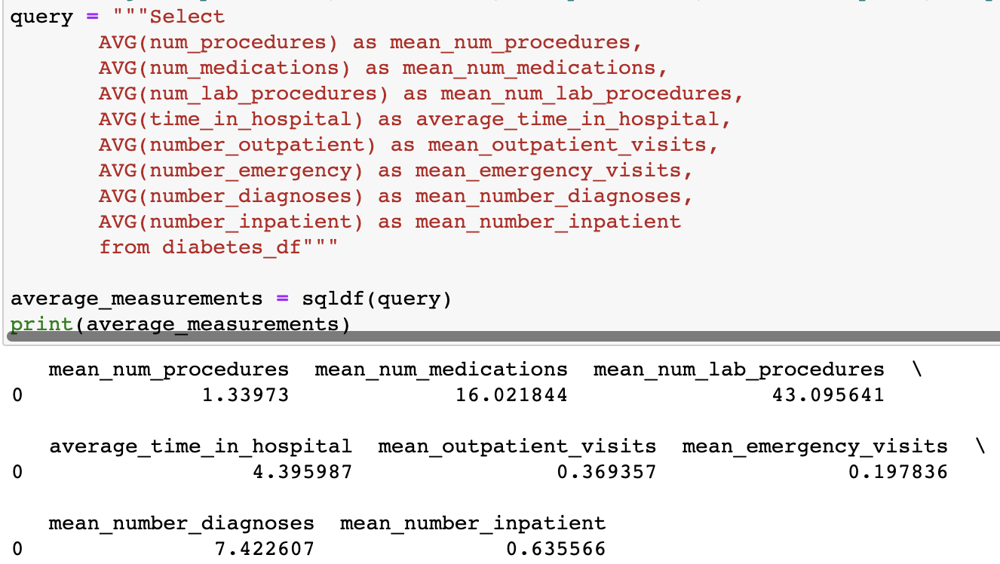 query = """Select
AVG(num_procedures) as mean_num_procedures,
AVG(num_medications) as mean_num_medications,
AVG(num_lab_procedures) as mean_num_lab_procedures,
AVG(time_in_hospital) as average_time_in_hospital,
AVG(number_outpatient) as mean_outpatient_visits,
AVG(number_emergency) as mean_emergency_visits,
AVG(number_diagnoses) as mean_number_diagnoses,
AVG(number_inpatient) as mean_number_inpatient
from diabetes_df"""
average_measurements = sqldf(query)
print(average_measurements)
mean_num_procedures mean_num_medications mean_num_lab_procedures \
0 1.33973 16.021844 43.095641
average_time_in_hospital mean_outpatient_visits mean_emergency_visits \
0 4.395987 0.369357 0.197836
mean_number_diagnoses mean_number_inpatient
0 7.422607 0.635566